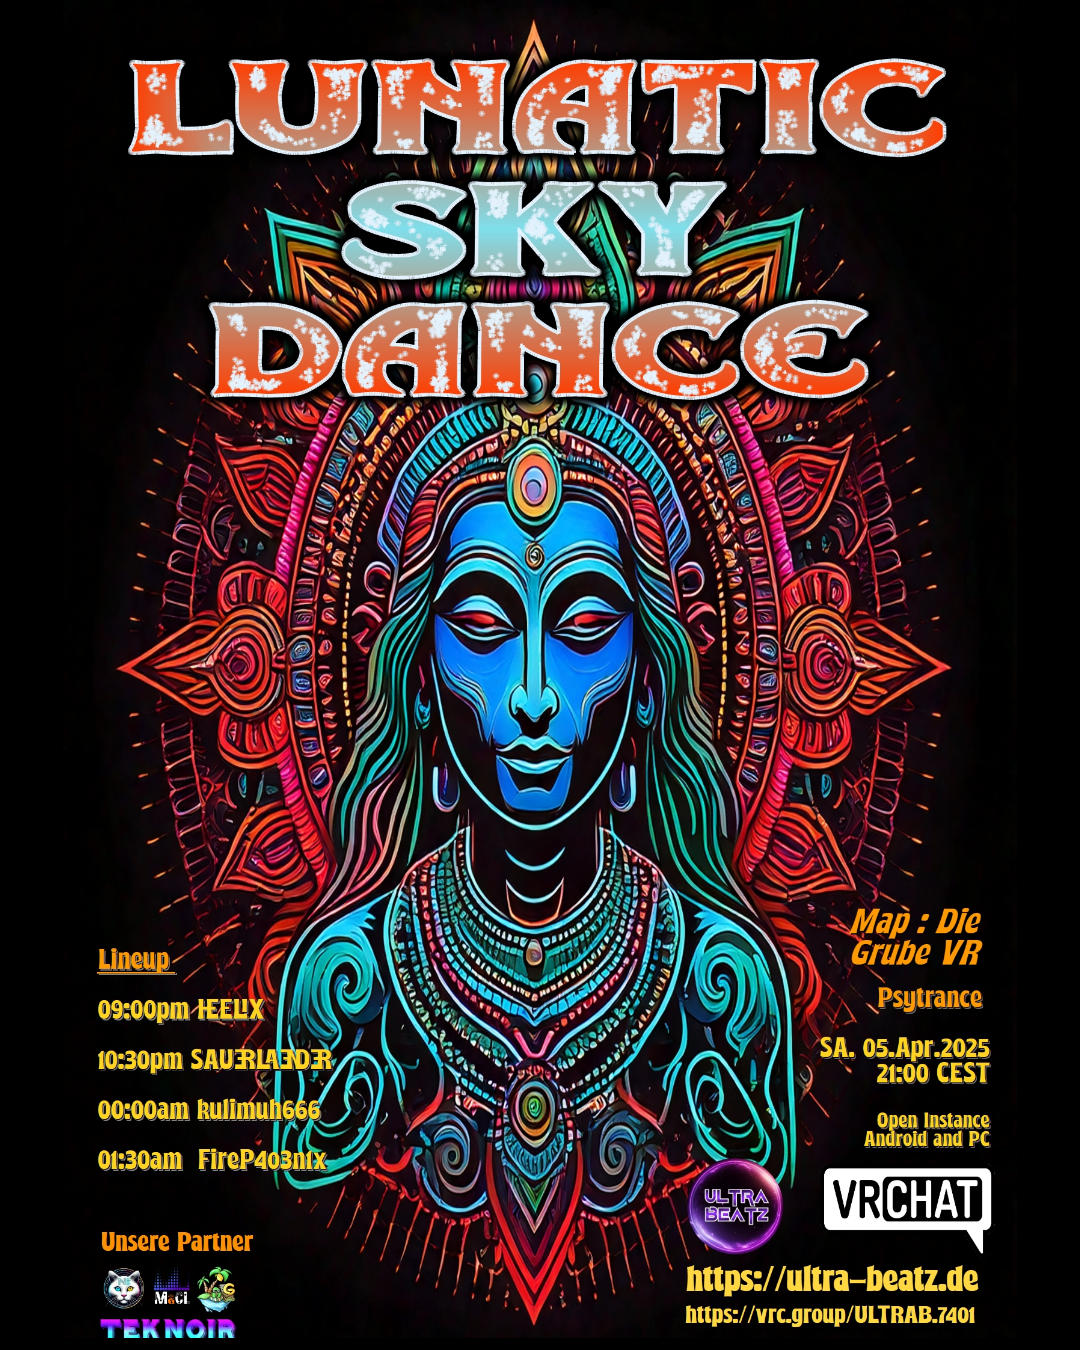 LUNATIC
SKY
DANCE
Lineup
09:00pm HEELIX
10:30pm SAUERLAEDER
00:00am kulimuh666
01:30am FireP4o3n1x
Map : Die
Grube VR
Psytrance
SA. 05.Apr.2025
21:00 CEST
Open Instance
Android and PC
ULTRA
BEATZ
VRCHAT
https://ultra-beatz.de
https://vrc.group/ULTRAB.7401
Unsere Partner
TEKNOIR